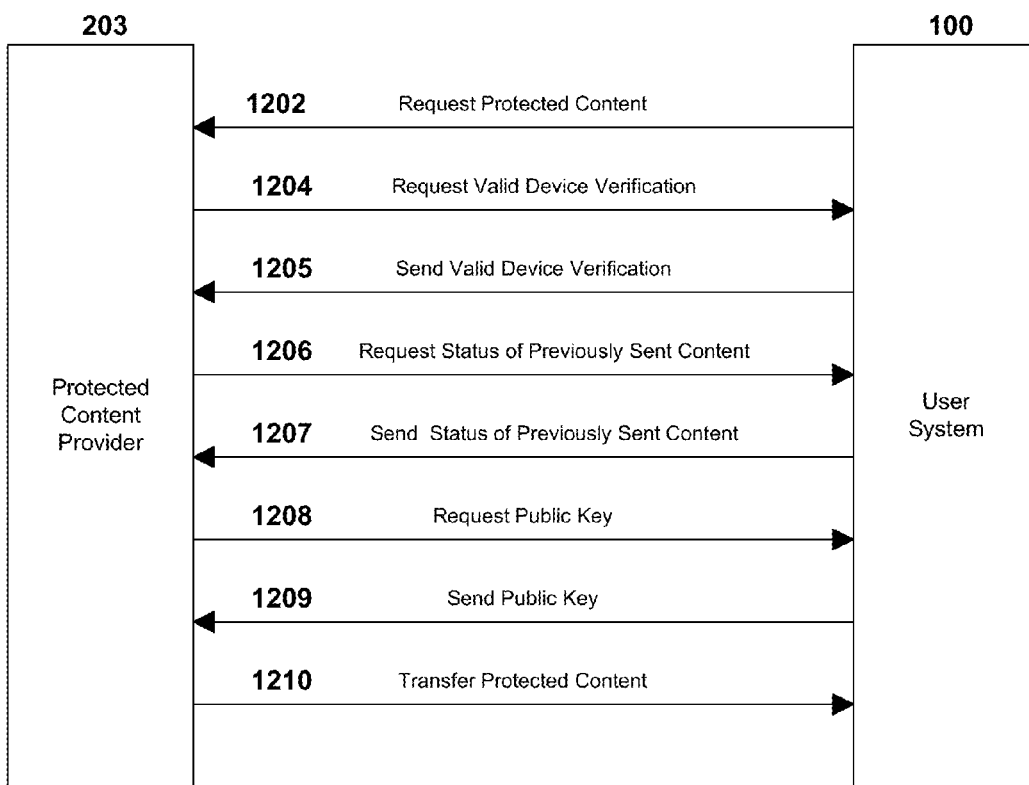 203
100
1202 Request Protected Content
1204 Request Valid Device Verification
1205 Send Valid Device Verification
1206 Request Status of Previously Sent Content
Protected
Content
Provider
User
System
1207 Send Status of Previously Sent Content
1208 Request Public Key
1209 Send Public Key
1210 Transfer Protected Content